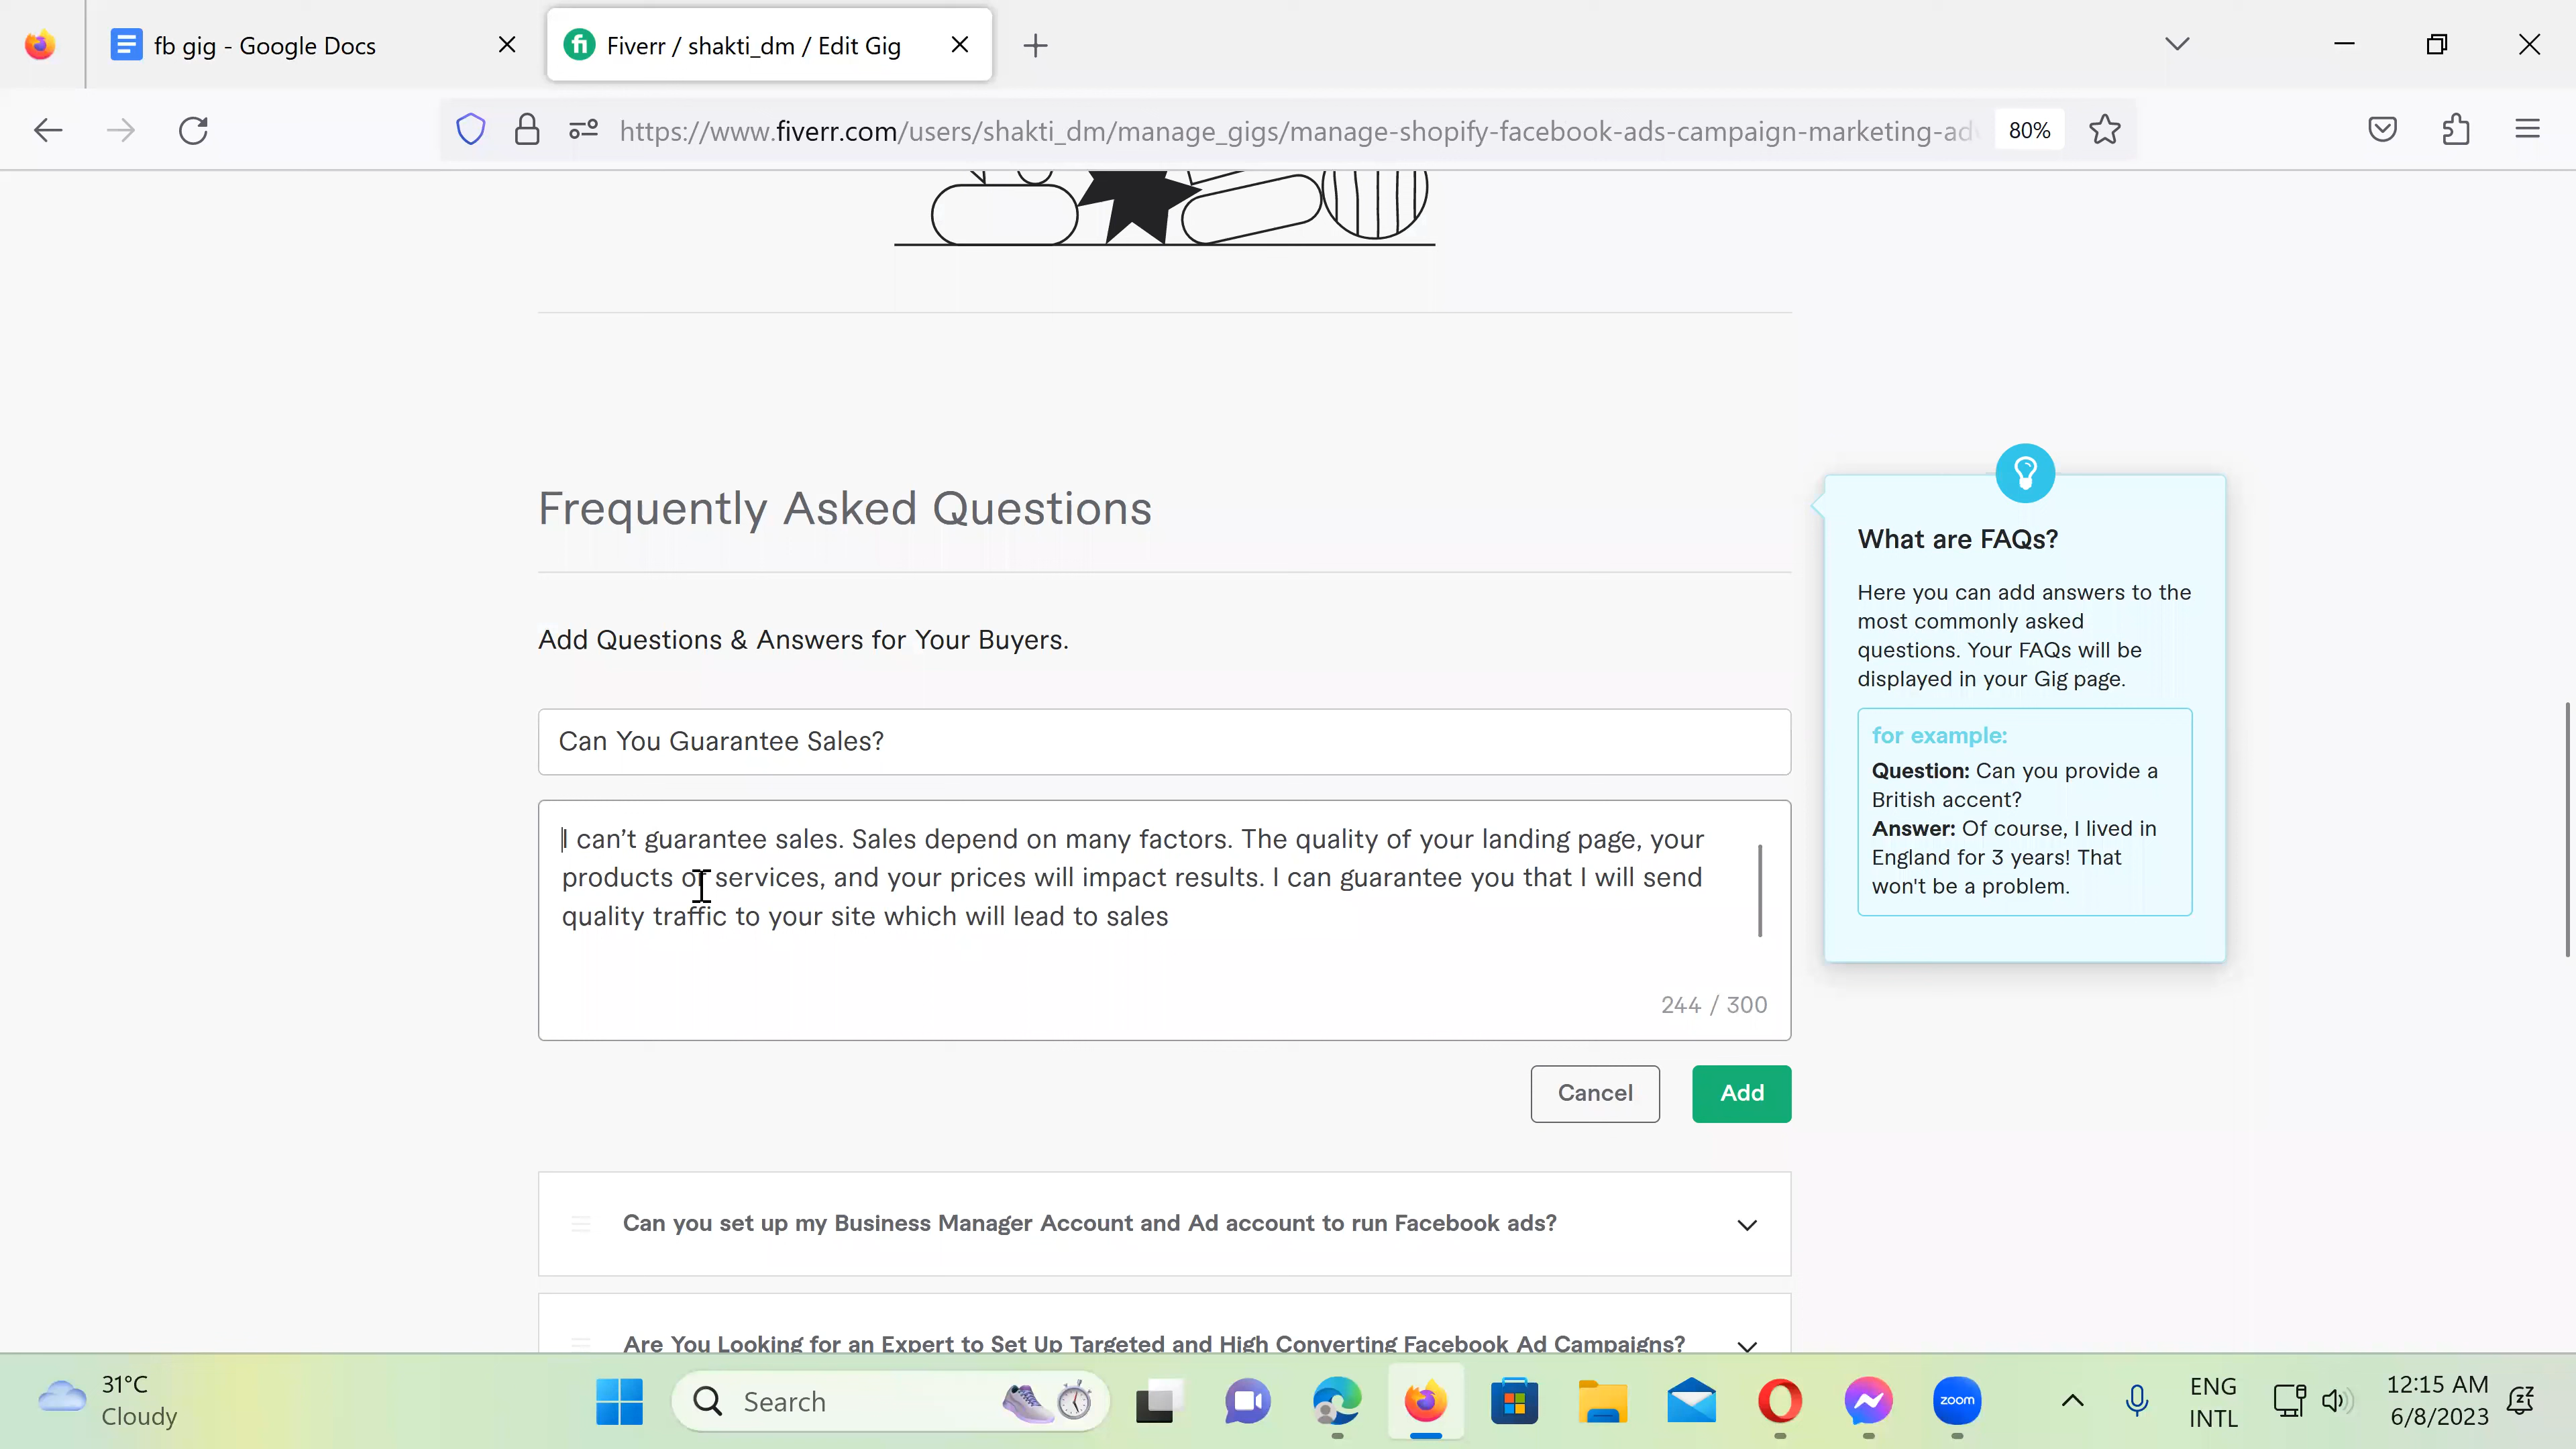 fb gig - Google Docs
Fiverr / shakti_dm / Edit Gig
https://www.fiverr.com/users/shakti_dm/manage_gigs/manage-shopify-facebook-ads-campaign-marketing-ad
80%
Frequently Asked Questions
Add Questions & Answers for Your Buyers.
Can You Guarantee Sales?
I can’t guarantee sales. Sales depend on many factors. The quality of your landing page, your
products or services, and your prices will impact results. I can guarantee you that I will send
quality traffic to your site which will lead to sales
244 / 300
Cancel
Add
Can you set up my Business Manager Account and Ad account to run Facebook ads?
Are You Looking for an Expert to Set Up Targeted and High Converting Facebook Ad Campaigns?
What are FAQs?
Here you can add answers to the
most commonly asked
questions. Your FAQs will be
displayed in your Gig page.
for example:
Question: Can you provide a
British accent?
Answer: Of course, I lived in
England for 3 years! That
won't be a problem.
31°C
Cloudy
Search
zoom
ENG
INTL
12:15 AM
6/8/2023